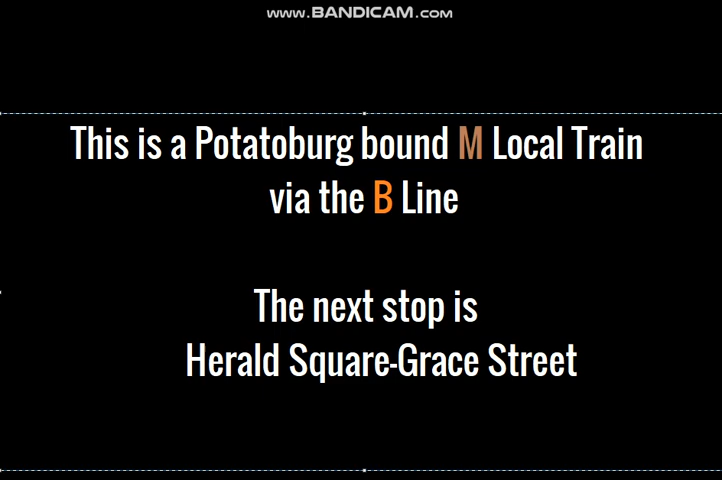 www.BANDICAM.com
This is a Potatoburg bound M Local Train
via the B Line
The next stop is
Herald Square-Grace Street